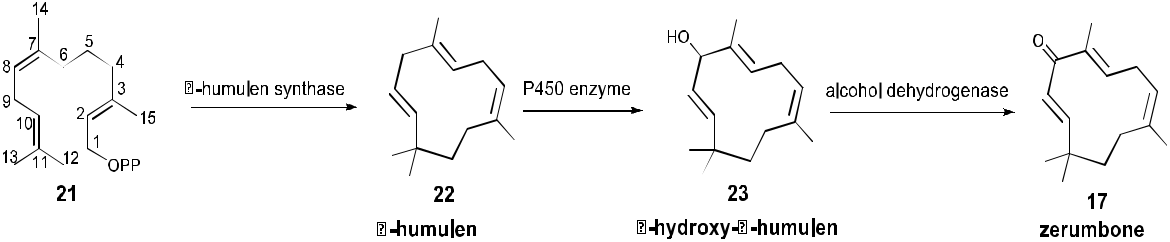 14
7
5
8
6
4
3
9
2
15
10
1
13
11
12
OPP
21
⍰-humulen synthase
22
⍰-humulen
P450 enzyme
HO
23
⍰-hydroxy-⍰-humulen
alcohol dehydrogenase
O
17
zerumbone